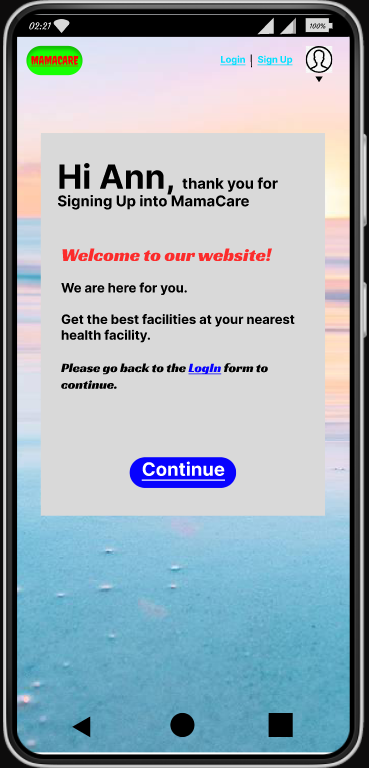 02:21
100%
MAMACARE
Login | Sign Up
Hi Ann, thank you for
Signing Up into MamaCare
Welcome to our website!
We are here for you.
Get the best facilities at your nearest
health facility.
Please go back to the LogIn form to
continue.
Continue